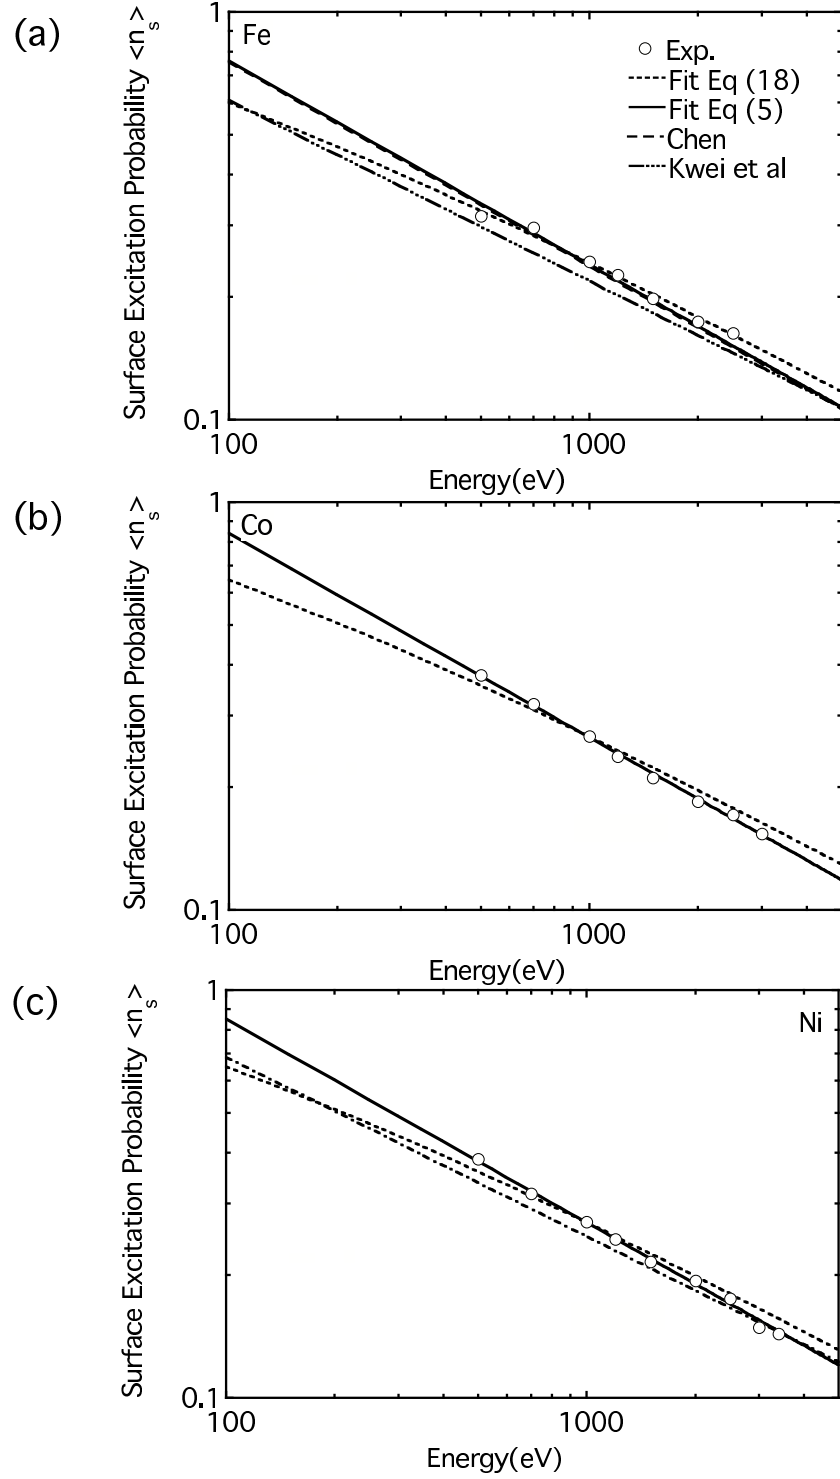 (a)
Surface Excitation Probability <n_s>
1
0.1
Fe
Exp.
Fit Eq (18)
Fit Eq (5)
Chen
Kwei et al
100
1000
Energy(eV)
(b)
Surface Excitation Probability <n_s>
1
0.1
Co
100
1000
Energy(eV)
(c)
Surface Excitation Probability <n_s>
1
0.1
Ni
100
1000
Energy(eV)